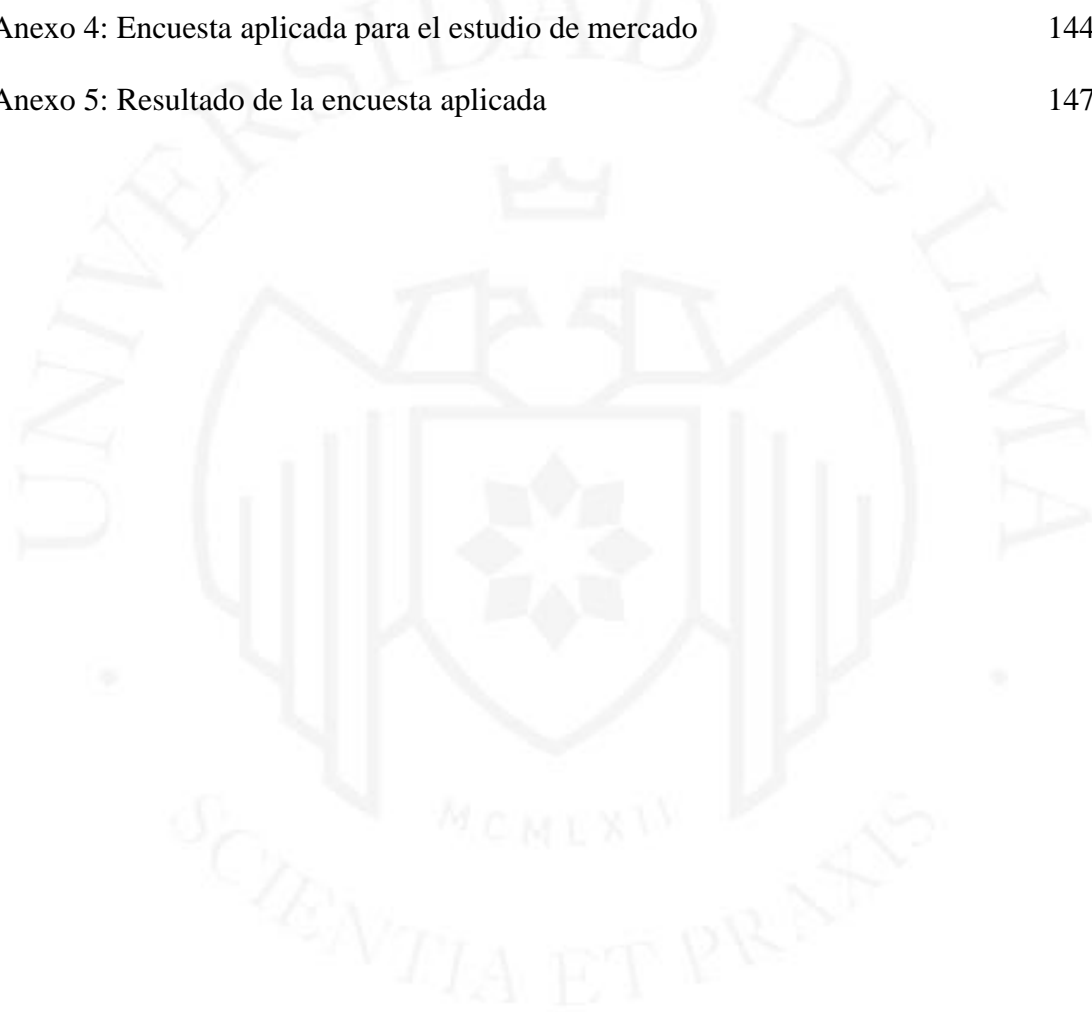 Anexo 4: Encuesta aplicada para el estudio de mercado 144
Anexo 5: Resultado de la encuesta aplicada 147
UNIVERSIDAD DE LIMA
MCMLXII
SCIENTIA ET PRAXIS